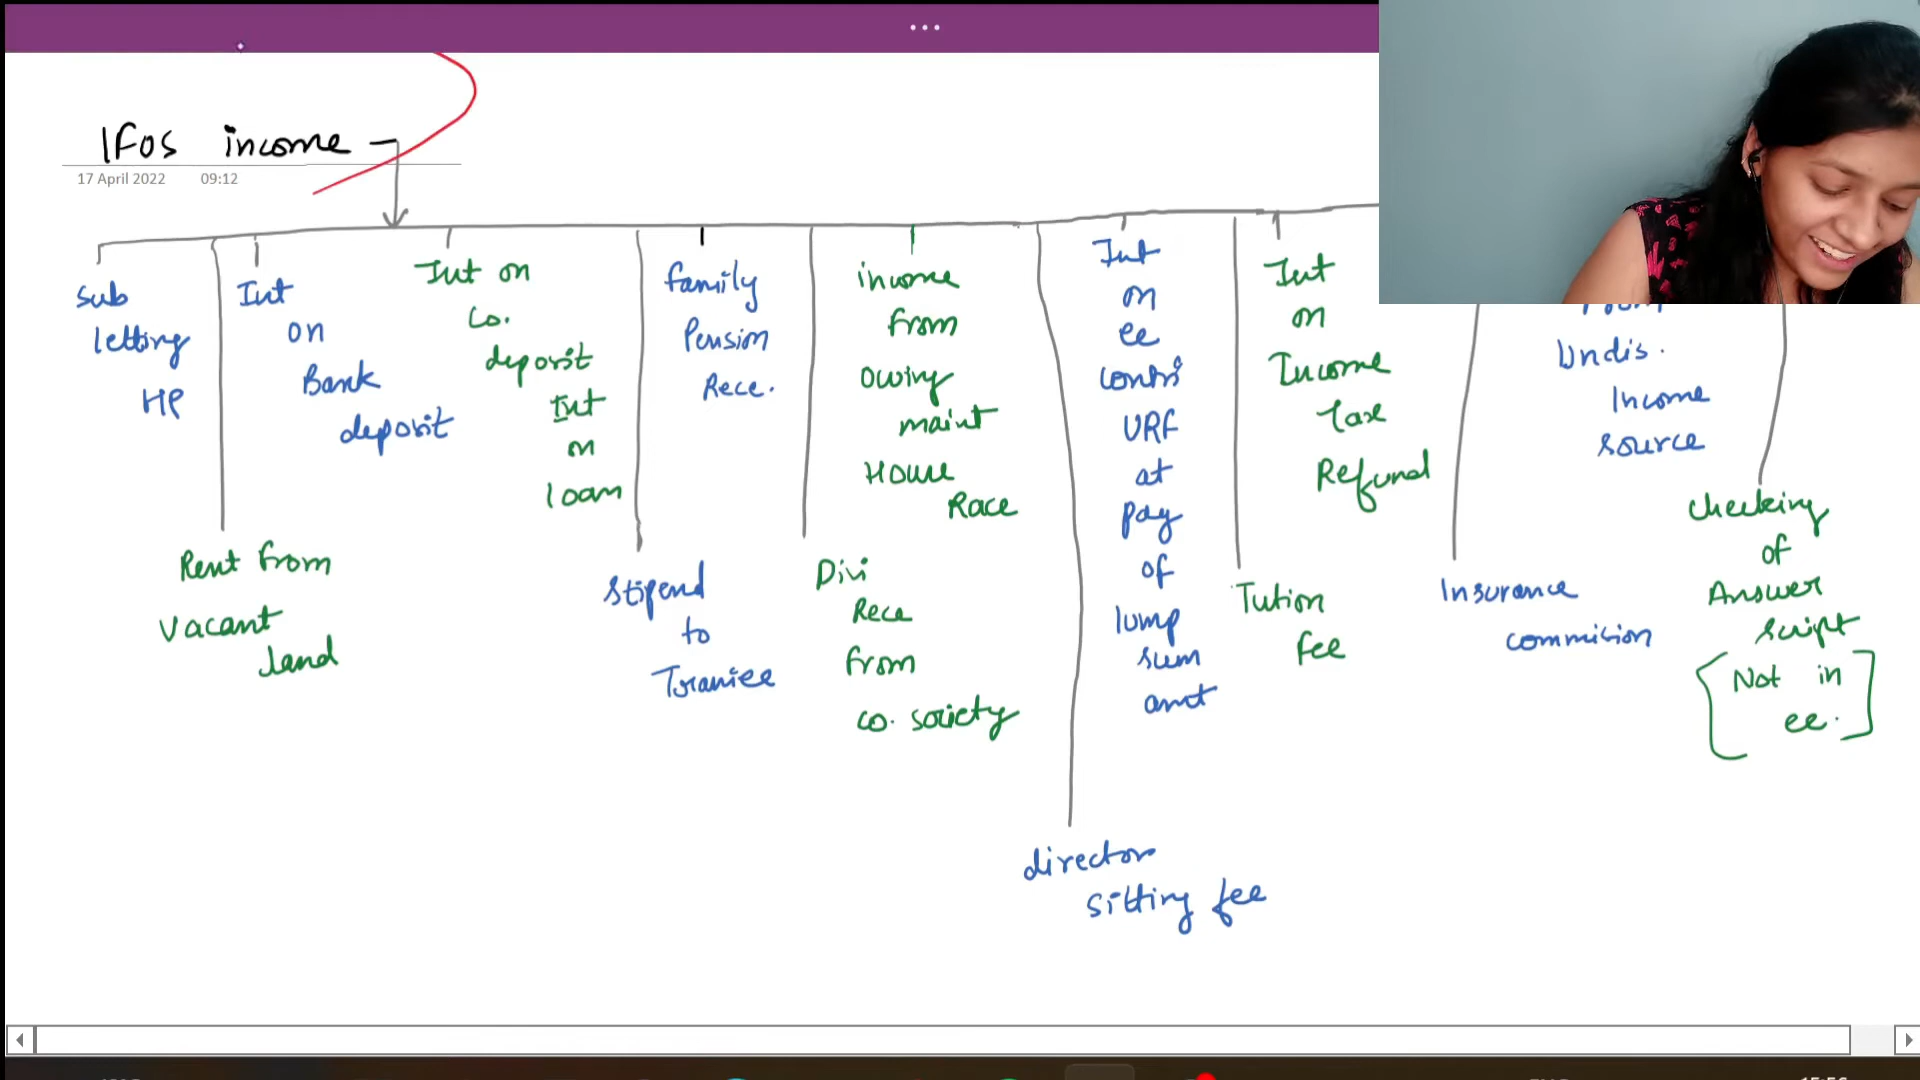 IFOS income
17 April 2022 09:12
Sub
letting
HP
Rent from
vacant
land
Int
on
Bank
deposit
Int on
Co.
deposit
Int
on
loan
Stipend
to
Traniee
family
Pension
Rece.
Divi
Rece
from
co. society
income
from
owing
maint
House
Race
director
sitting fee
Int
on
ee
contri
URF
at
pay
of
lump
sum
amt
Tution
fee
Int
on
Income
Tax
Refund
Insurance
commision
Undis.
Income
source
checking
of
Answer
script
[Not in
ee.]